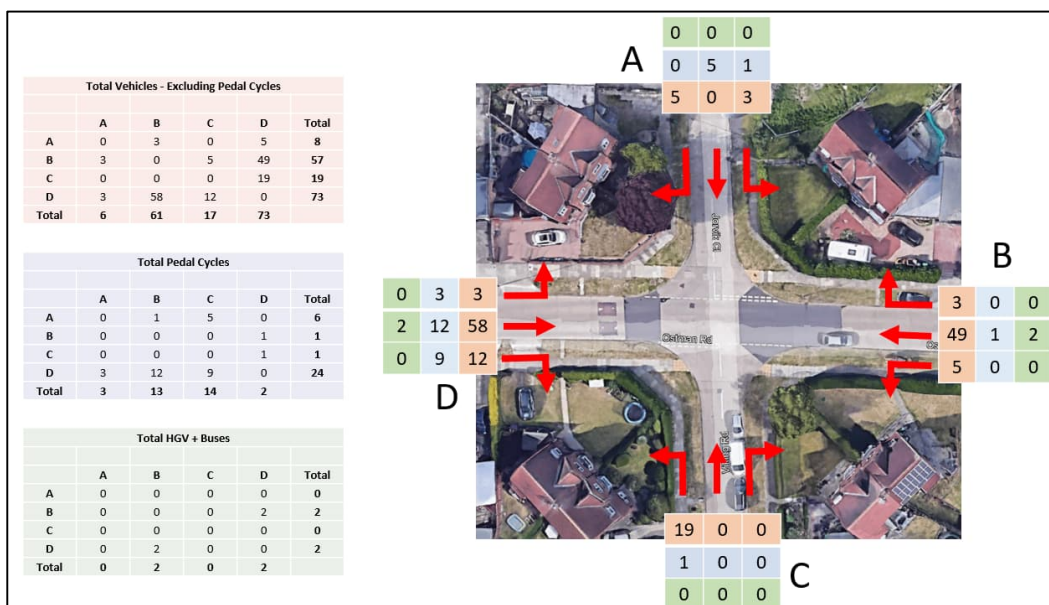 Total Vehicles - Excluding Pedal Cycles
A B C D Total
A 0 3 0 5 8
B 3 0 5 49 57
C 0 0 0 19 19
D 3 58 12 0 73
Total 6 61 17 73
Total Pedal Cycles
A B C D Total
A 0 1 5 0 6
B 0 0 0 1 1
C 0 0 0 1 1
D 3 12 9 0 24
Total 3 13 14 2
Total HGV + Buses
A B C D Total
A 0 0 0 0 0
B 0 0 0 2 2
C 0 0 0 0 0
D 0 2 0 0 2
Total 0 2 0 2
A
0 0 0
0 5 1
5 0 3
B
3 0 0
49 1 2
5 0 0
0 3 3
2 12 58
0 9 12
D
Ostman Rd
19 0 0
1 0 0
0 0 0
C